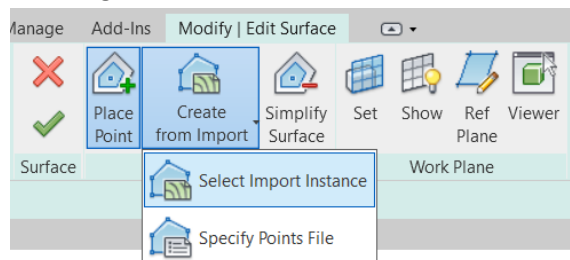 Manage Add-Ins Modify | Edit Surface
Place Point
Create from Import
Simplify Surface
Set
Show
Ref Plane
Viewer
Surface
Work Plane
Select Import Instance
Specify Points File